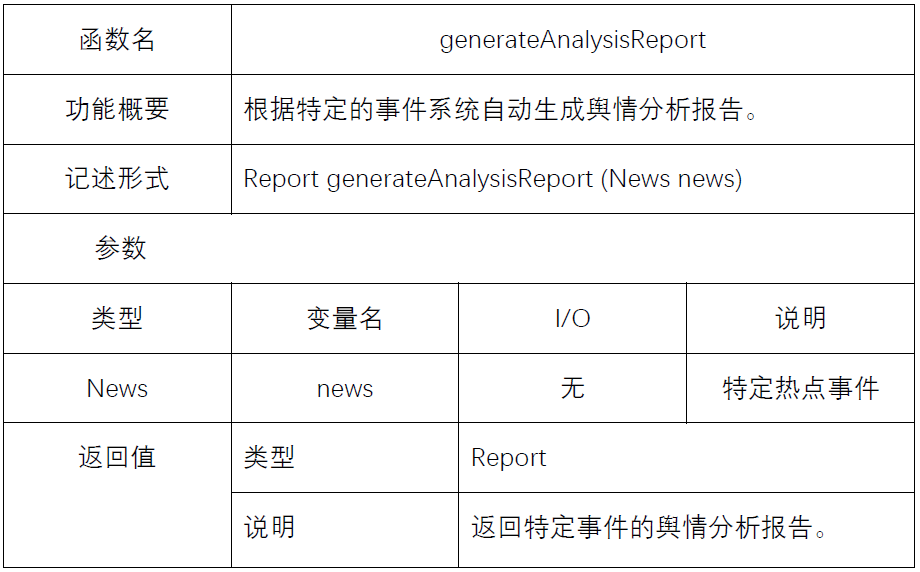 函数名 generateAnalysisReport
功能概要 根据特定的事件系统自动生成舆情分析报告。
记述形式 Report generateAnalysisReport (News news)
参数
类型 变量名 I/O 说明
News news 无 特定热点事件
返回值 类型 Report
说明 返回特定事件的舆情分析报告。